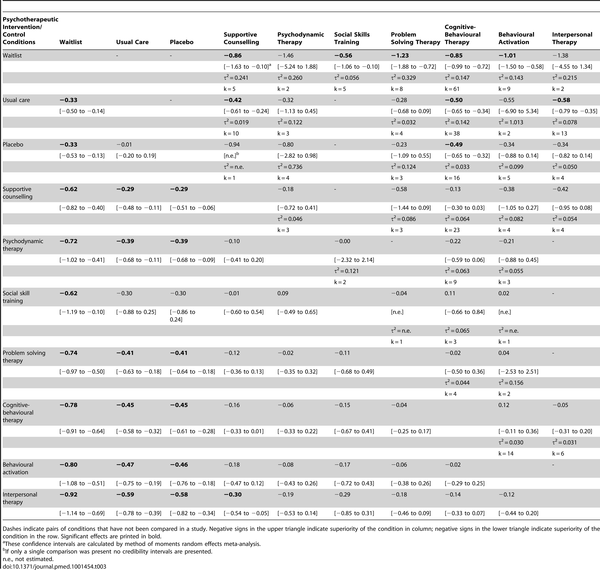 Psychotherapeutic
Intervention/
Control
Conditions Waitlist Usual Care Placebo Supportive Counselling Psychodynamic Therapy Social Skills Training Problem Solving Therapy Cognitive-Behavioural Therapy Behavioural Activation Interpersonal Therapy
Waitlist - - −0.86 −1.46 −0.56 −1.23 −0.85 −1.01 −1.38
[−1.63 to −0.10]a [−5.24 to 1.88] [−1.06 to −0.10] [−1.88 to −0.72] [−0.99 to −0.72] [−1.50 to −0.58] [−4.55 to 1.34]
τ2 = 0.241 τ2 = 0.260 τ2 = 0.056 τ2 = 0.329 τ2 = 0.147 τ2 = 0.143 τ2 = 0.215
k = 5 k = 2 k = 5 k = 8 k = 61 k = 9 k = 2
Usual care −0.33 - −0.42 −0.32 - −0.28 −0.50 −0.55 −0.58
[−0.50 to −0.14] [−0.61 to −0.24] [−1.13 to 0.45] [−0.68 to 0.09] [−0.65 to −0.34] [−6.90 to 5.34] [−0.79 to −0.35]
τ2 = 0.019 τ2 = 0.122 τ2 = 0.032 τ2 = 0.142 τ2 = 1.013 τ2 = 0.078
k = 10 k = 3 k = 4 k = 38 k = 2 k = 13
Placebo −0.33 −0.01 −0.94 −0.80 - −0.23 −0.49 −0.34 −0.34
[−0.53 to −0.13] [−0.20 to 0.19] [n.e.]b [−2.82 to 0.98] [−1.09 to 0.55] [−0.65 to −0.32] [−0.88 to 0.14] [−0.82 to 0.14]
τ2 = n.e. τ2 = 0.736 τ2 = 0.124 τ2 = 0.033 τ2 = 0.099 τ2 = 0.050
k = 1 k = 4 k = 3 k = 16 k = 5 k = 4
Supportive
counselling −0.62 −0.29 −0.29 −0.18 - −0.58 −0.13 −0.38 −0.42
[−0.82 to −0.40] [−0.48 to −0.11] [−0.51 to −0.06] [−0.72 to 0.41] [−1.44 to 0.09] [−0.30 to 0.03] [−1.05 to 0.27] [−0.95 to 0.08]
τ2 = 0.046 τ2 = 0.086 τ2 = 0.064 τ2 = 0.082 τ2 = 0.054
k = 3 k = 3 k = 23 k = 4 k = 4
Psychodynamic
therapy −0.72 −0.39 −0.39 −0.10 −0.00 - −0.22 −0.21 -
[−1.02 to −0.41] [−0.68 to −0.11] [−0.68 to −0.09] [−0.41 to 0.20] [−2.32 to 2.14] [−0.59 to 0.06] [−0.88 to 0.45]
τ2 = 0.121 τ2 = 0.063 τ2 = 0.055
k = 2 k = 9 k = 3
Social skill
training −0.62 −0.30 −0.30 −0.01 0.09 −0.04 0.11 0.02 -
[−1.19 to −0.10] [−0.88 to 0.25] [−0.86 to 0.24] [−0.60 to 0.54] [−0.49 to 0.65] [n.e.] [−0.66 to 0.84] [n.e.]
τ2 = n.e. τ2 = 0.065 τ2 = n.e.
k = 1 k = 3 k = 1
Problem solving
therapy −0.74 −0.41 −0.41 −0.12 −0.02 −0.11 −0.02 0.04 -
[−0.97 to −0.50] [−0.63 to −0.18] [−0.64 to −0.18] [−0.36 to 0.13] [−0.35 to 0.32] [−0.68 to 0.49] [−0.50 to 0.36] [−2.53 to 2.51]
τ2 = 0.044 τ2 = 0.156
k = 4 k = 2
Cognitive-
behavioural therapy −0.78 −0.45 −0.45 −0.16 −0.06 −0.15 −0.04 0.12 −0.05
[−0.91 to −0.64] [−0.58 to −0.32] [−0.61 to −0.28] [−0.33 to 0.01] [−0.33 to 0.22] [−0.67 to 0.41] [−0.25 to 0.17] [−0.11 to 0.36] [−0.31 to 0.20]
τ2 = 0.030 τ2 = 0.031
k = 14 k = 6
Behavioural
activation −0.80 −0.47 −0.46 −0.18 −0.08 −0.17 −0.06 −0.02 -
[−1.08 to −0.51] [−0.75 to 0.19] [−0.76 to −0.18] [−0.47 to 0.12] [−0.43 to 0.26] [−0.72 to 0.43] [−0.38 to 0.26] [−0.29 to 0.25]
Interpersonal
therapy −0.92 −0.59 −0.58 −0.30 −0.19 −0.29 −0.18 −0.14 −0.12
[−1.14 to −0.69] [−0.78 to −0.39] [−0.82 to −0.34] [−0.54 to −0.05] [−0.53 to 0.14] [−0.85 to 0.31] [−0.46 to 0.09] [−0.33 to 0.07] [−0.44 to 0.20]
Dashes indicate pairs of conditions that have not been compared in a study. Negative signs in the upper triangle indicate superiority of the condition in column; negative signs in the lower triangle indicate superiority of the
condition in the row. Significant effects are printed in bold.
aThese confidence intervals are calculated by method of moments random effects meta-analysis.
bIf only a single comparison was present no credibility intervals are presented.
n.e., not estimated.
doi:10.1371/journal.pmed.1001454.t003